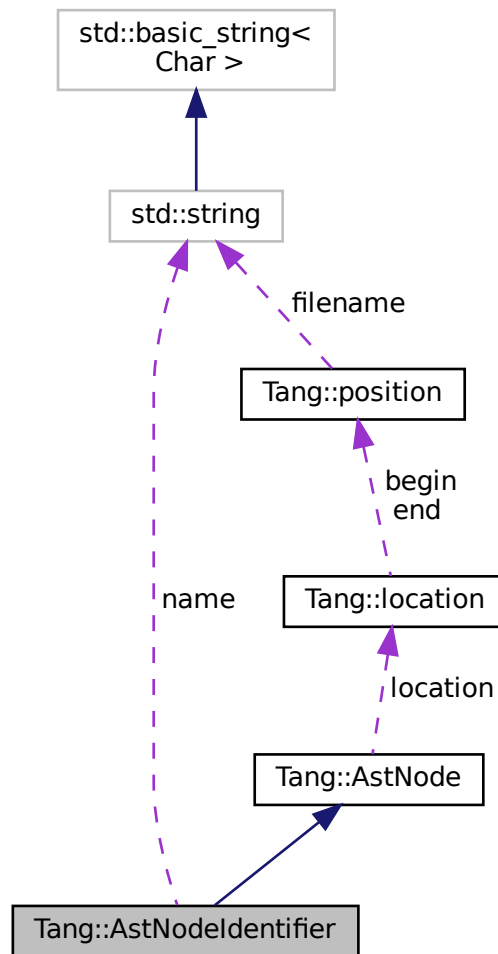 std::basic_string<
Char >
std::string
filename
Tang::position
begin
end
name
Tang::location
location
Tang::AstNode
Tang::AstNodeIdentifier